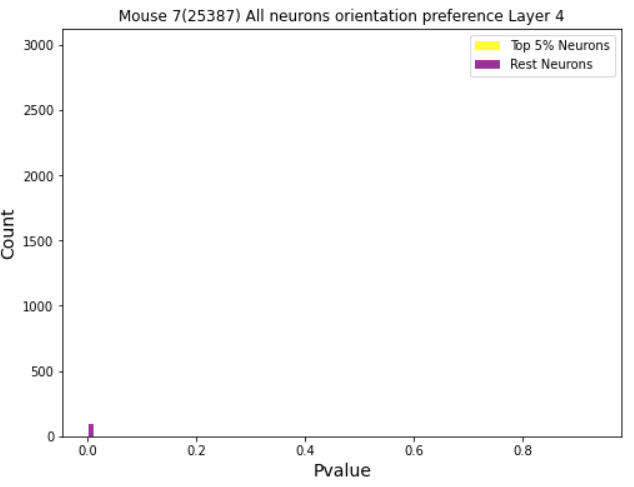 Mouse 7(25387) All neurons orientation preference Layer 4
3000
2500
2000
1500
1000
500
0
Count
Top 5% Neurons
Rest Neurons
0.0 0.2 0.4 0.6 0.8
Pvalue